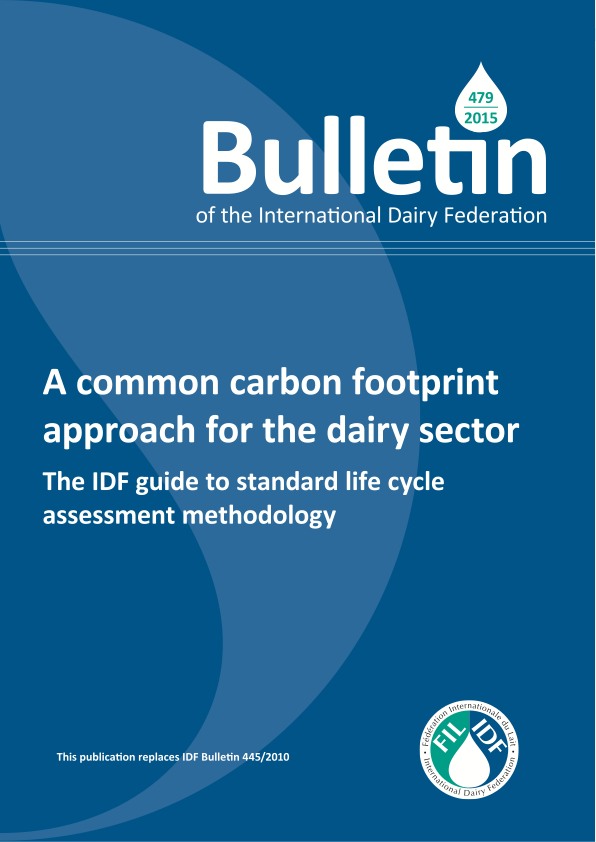 479
2015
Bulletin
of the International Dairy Federation
A common carbon footprint
approach for the dairy sector
The IDF guide to standard life cycle
assessment methodology
This publication replaces IDF Bulletin 445/2010
• Fédération Internationale du Lait •
FIL IDF
International Dairy Federation